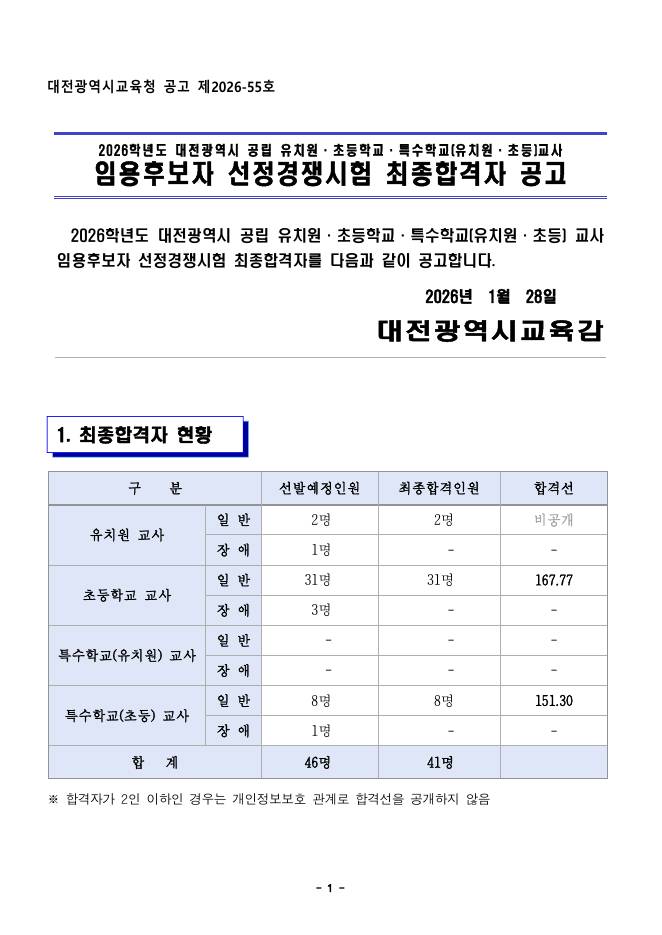 대전광역시교육청 공고 제2026-55호
2026학년도 대전광역시 공립 유치원·초등학교·특수학교(유치원·초등)교사
임용후보자 선정경쟁시험 최종합격자 공고
2026학년도 대전광역시 공립 유치원·초등학교·특수학교(유치원·초등) 교사
임용후보자 선정경쟁시험 최종합격자를 다음과 같이 공고합니다.
2026년 1월 28일
대전광역시교육감
1. 최종합격자 현황
구 분 선발예정인원 최종합격인원 합격선
유치원 교사 일 반 2명 2명 비공개
장 애 1명 - -
초등학교 교사 일 반 31명 31명 167.77
장 애 3명 - -
특수학교(유치원) 교사 일 반 - - -
장 애 - - -
특수학교(초등) 교사 일 반 8명 8명 151.30
장 애 1명 - -
합 계 46명 41명
※ 합격자가 2인 이하인 경우는 개인정보보호 관계로 합격선을 공개하지 않음
- 1 -